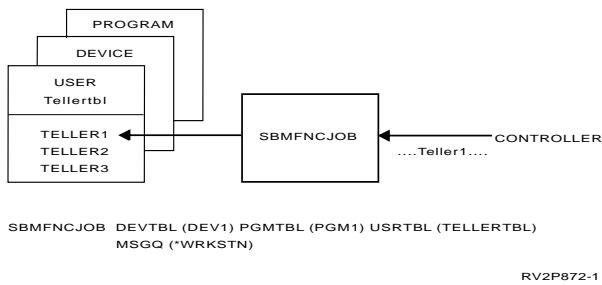 PROGRAM
DEVICE
USER
Tellertbl
TELLER1
TELLER2
TELLER3
SBMFNCJOB
CONTROLLER
....Teller1....
SBMFNCJOB DEVTBL (DEV1) PGMTBL (PGM1) USRTBL (TELLERTBL)
MSGQ (*WRKSTN)
RV2P872-1